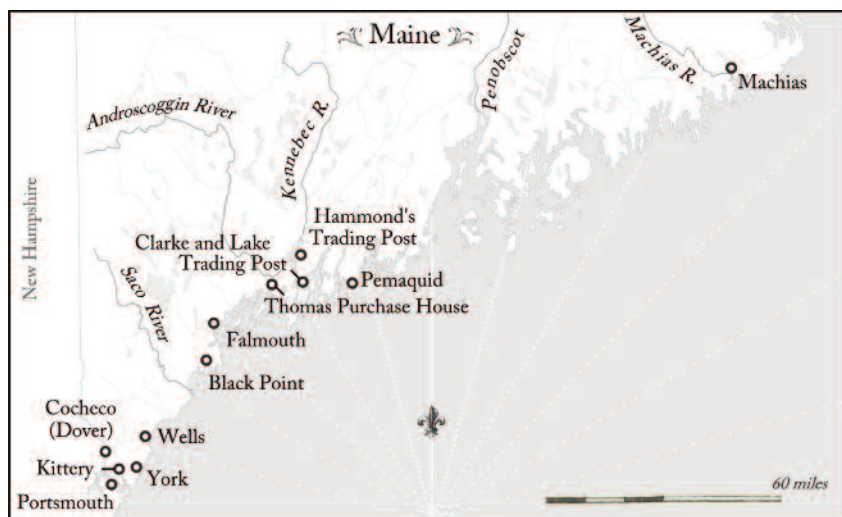 Maine
Penobscot
Machias R.
Machias
Androscoggin River
Kennebec R.
New Hampshire
Hammond's
Trading Post
Clarke and Lake
Trading Post
Pemaquid
Thomas Purchase House
Saco River
Falmouth
Black Point
Cocheco
(Dover)
Wells
Kittery
York
Portsmouth
60 miles